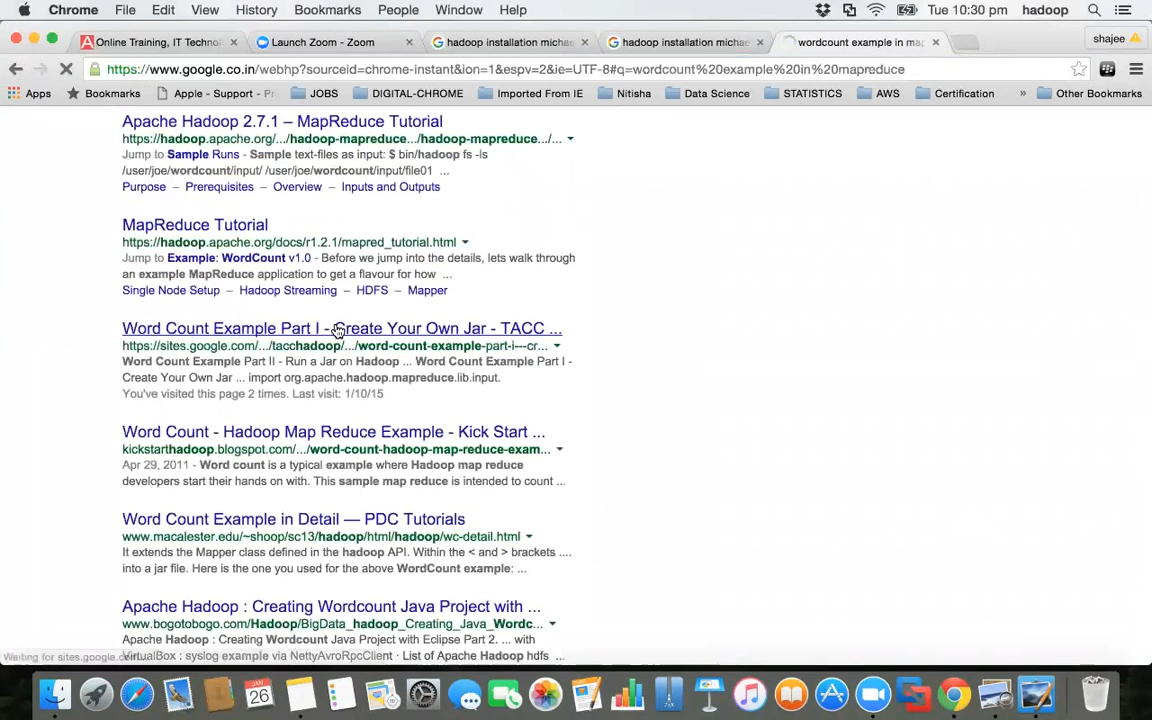 Chrome File Edit View History Bookmarks People Window Help Tue 10:30 pm hadoop
Online Training, IT Techno Launch Zoom - Zoom hadoop installation micha hadoop installation micha wordcount example in ma shajee
https://www.google.co.in/webhp?sourceid=chrome-instant&ion=1&espv=2&ie=UTF-8#q=wordcount%20example%20in%20mapreduce
Apps Bookmarks Apple - Support - Pr JOBS DIGITAL-CHROME Imported From IE Nitisha Data Science STATISTICS AWS Certification » Other Bookmarks
Apache Hadoop 2.7.1 – MapReduce Tutorial
https://hadoop.apache.org/.../hadoop-mapreduce.../hadoop-mapreduce.../...
Jump to Sample Runs - Sample text-files as input: $ bin/hadoop fs -ls
/user/joe/wordcount/input/ /user/joe/wordcount/input/file01 ...
Purpose – Prerequisites – Overview – Inputs and Outputs
MapReduce Tutorial
https://hadoop.apache.org/docs/r1.2.1/mapred_tutorial.html
Jump to Example: WordCount v1.0 - Before we jump into the details, lets walk through
an example MapReduce application to get a flavour for how ...
Single Node Setup – Hadoop Streaming – HDFS – Mapper
Word Count Example Part I - Create Your Own Jar - TACC ...
https://sites.google.com/.../tacchadoop/.../word-count-example-part-i---cr...
Word Count Example Part II - Run a Jar on Hadoop ... Word Count Example Part I -
Create Your Own Jar ... import org.apache.hadoop.mapreduce.lib.input.
You've visited this page 2 times. Last visit: 1/10/15
Word Count - Hadoop Map Reduce Example - Kick Start ...
kickstarthadoop.blogspot.com/.../word-count-hadoop-map-reduce-exam...
Apr 29, 2011 - Word count is a typical example where Hadoop map reduce
developers start their hands on with. This sample map reduce is intended to count ...
Word Count Example in Detail — PDC Tutorials
www.macalester.edu/~shoop/sc13/hadoop/html/hadoop/wc-detail.html
It extends the Mapper class defined in the hadoop API. Within the < and > brackets ....
into a jar file. Here is the one you used for the above WordCount example: ...
Apache Hadoop : Creating Wordcount Java Project with ...
www.bogotobogo.com/Hadoop/BigData_hadoop_Creating_Java_Wordc...
Apache Hadoop : Creating Wordcount Java Project with Eclipse Part 2. ... with
VirtualBox : syslog example via NettyAvroRpcClient · List of Apache Hadoop hdfs ...
Waiting for sites.google.co
JAN
26